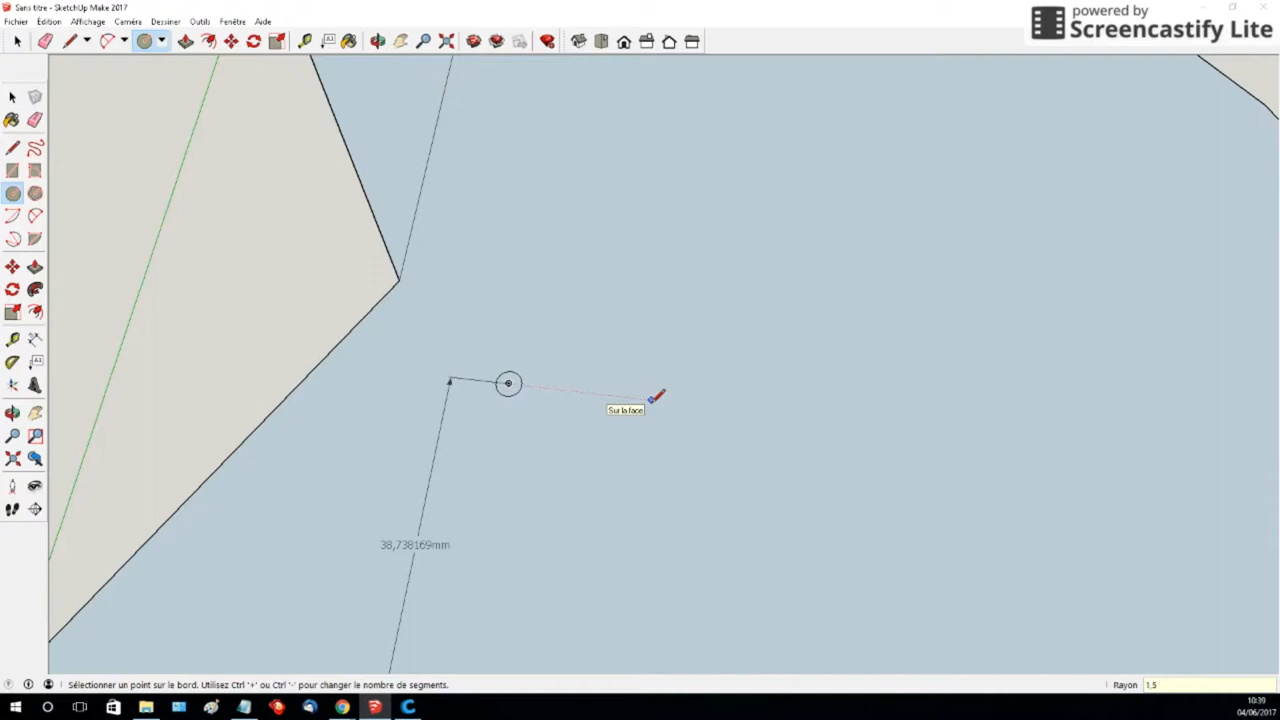 Sans titre - SketchUp Make 2017
Fichier Édition Affichage Caméra Dessiner Outils Fenêtre Aide
powered by
Screencastify Lite
A1
A1
Sur la face
38,738169mm
Sélectionner un point sur le bord. Utilisez Ctrl '+' ou Ctrl '-' pour changer le nombre de segments.
Rayon 1,5
10:39
04/06/2017